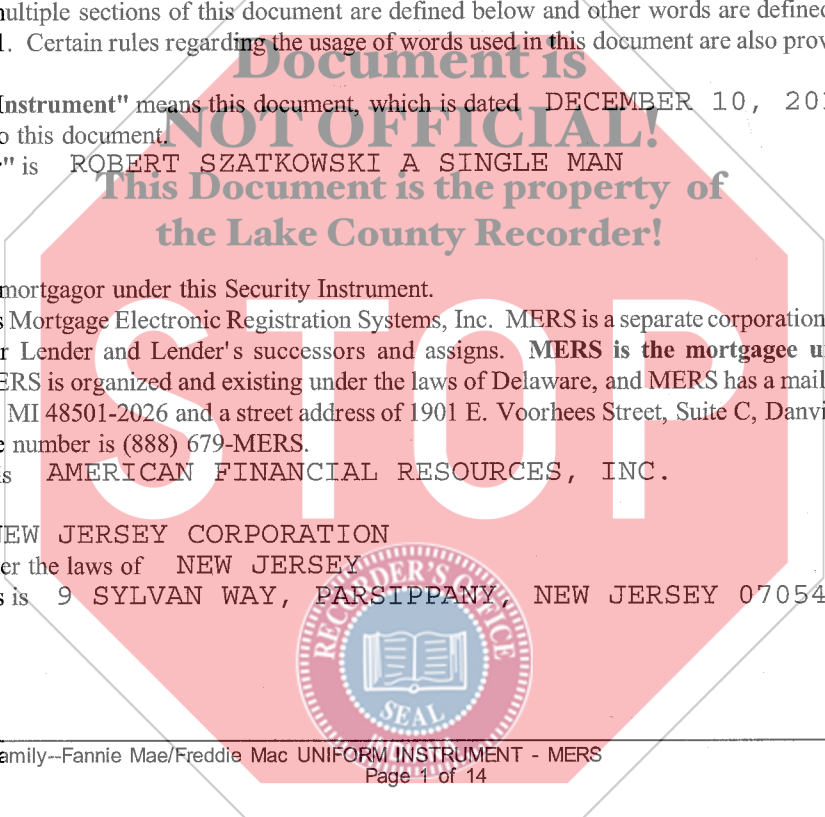 ultiple sections of this document are defined below and other words are define
Certain rules regarding the usage of words used in this document are also prov
Document is
Instrument" means this document, which is dated DECEMBER 10, 20
o this document.
NOT OFFICIAL!
" is ROBERT SZATKOWSKI A SINGLE MAN
This Document is the property of
the Lake County Recorder!
mortgagor under this Security Instrument.
s Mortgage Electronic Registration Systems, Inc. MERS is a separate corporation
r Lender and Lender's successors and assigns. MERS is the mortgagee u
ERS is organized and existing under the laws of Delaware, and MERS has a mail
MI 48501-2026 and a street address of 1901 E. Voorhees Street, Suite C, Danvi
e number is (888) 679-MERS.
STOP
s AMERICAN FINANCIAL RESOURCES, INC.
NEW JERSEY CORPORATION
er the laws of NEW JERSEY
s is 9 SYLVAN WAY, PARSIPPANY, NEW JERSEY 07054
RECORDER'S OFFICE
SEAL
amily--Fannie Mae/Freddie Mac UNIFORM INSTRUMENT - MERS
Page 1 of 14